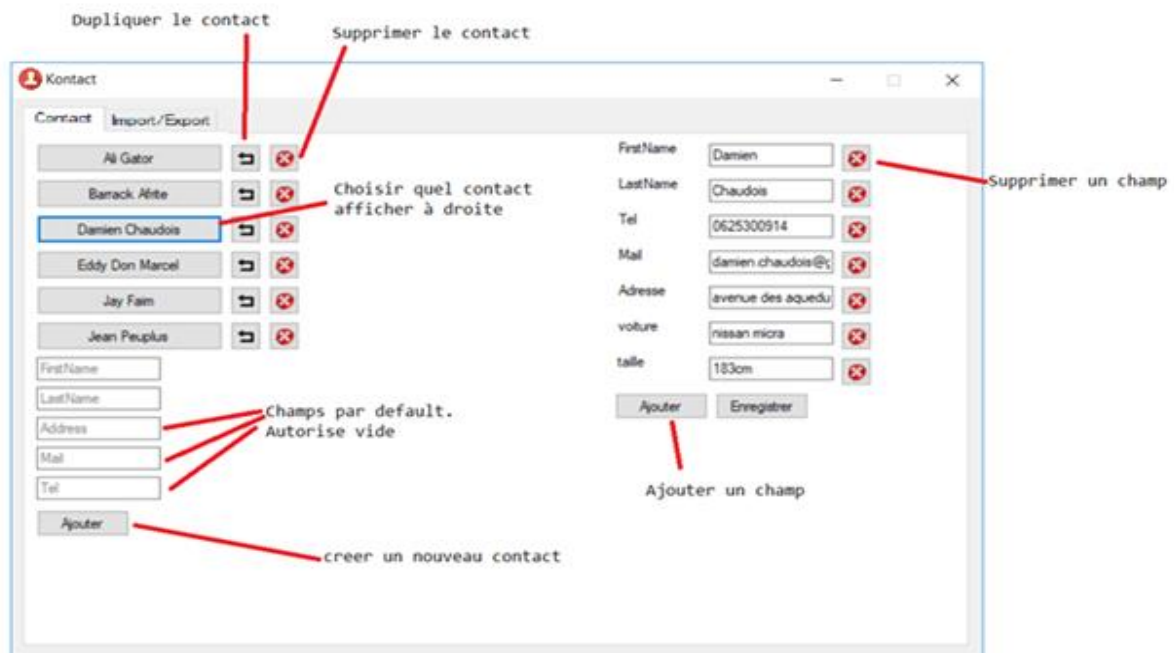 Dupliquer le contact
Supprimer le contact
Kontact
Contact Import/Export
Ali Gator
Barrack Afrite
Choisir quel contact
afficher à droite
Damien Chaudois
Eddy Don Marcel
Jay Faim
Jean Peuplus
FirstName
LastName
Address
Mail
Tel
Champs par default.
Autorise vide
Ajouter
creer un nouveau contact
FirstName Damien
LastName Chaudois
Tel 0625300914
Mail damien.chaudois@
Adresse avenue des aquedu
voiture nissan micra
taille 183cm
Ajouter Enregistrer
Supprimer un champ
Ajouter un champ